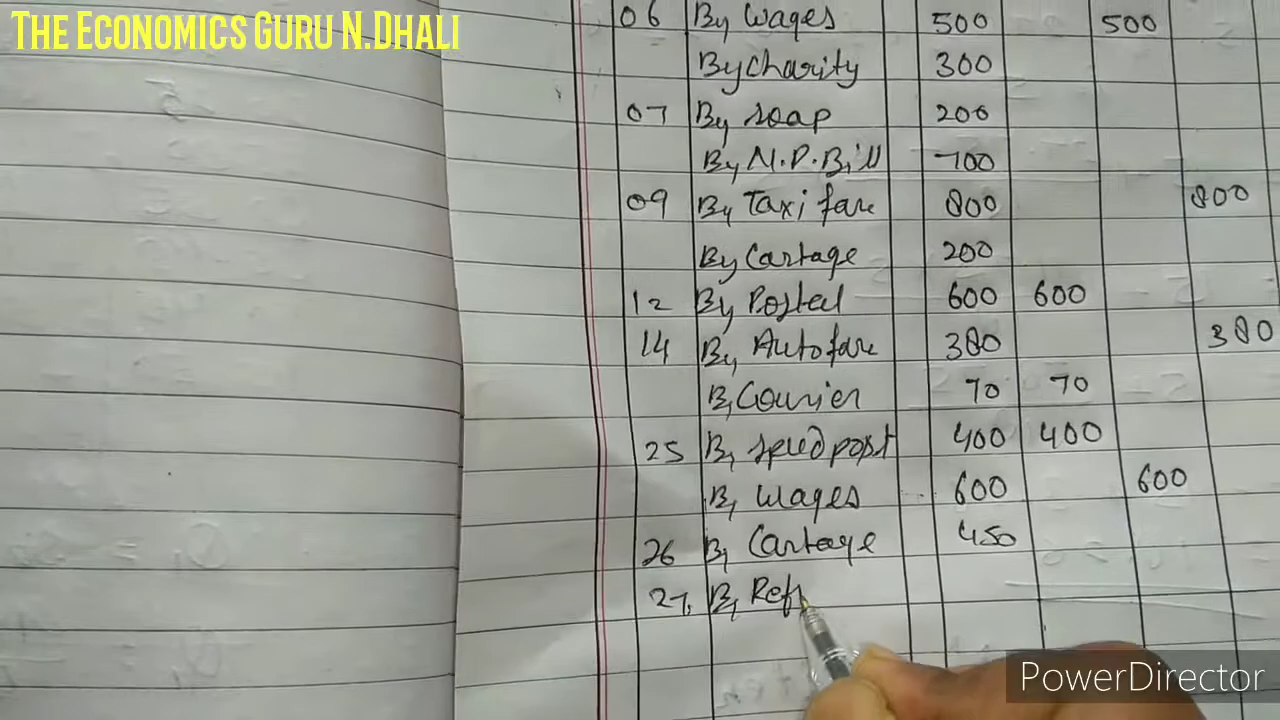 THE ECONOMICS GURU N.DHALI
06 By Wages 500 500
By Charity 300
07 By soap 200
By N.P.Bill 700
09 By Taxi fare 800 800
By Cartage 200
12 By Postal 600 600
14 By Autofare 380 380
By Courier 70 70
25 By speed post 400 400
By Wages 600 600
26 By Cartage 450
27. By Refr
PowerDirector